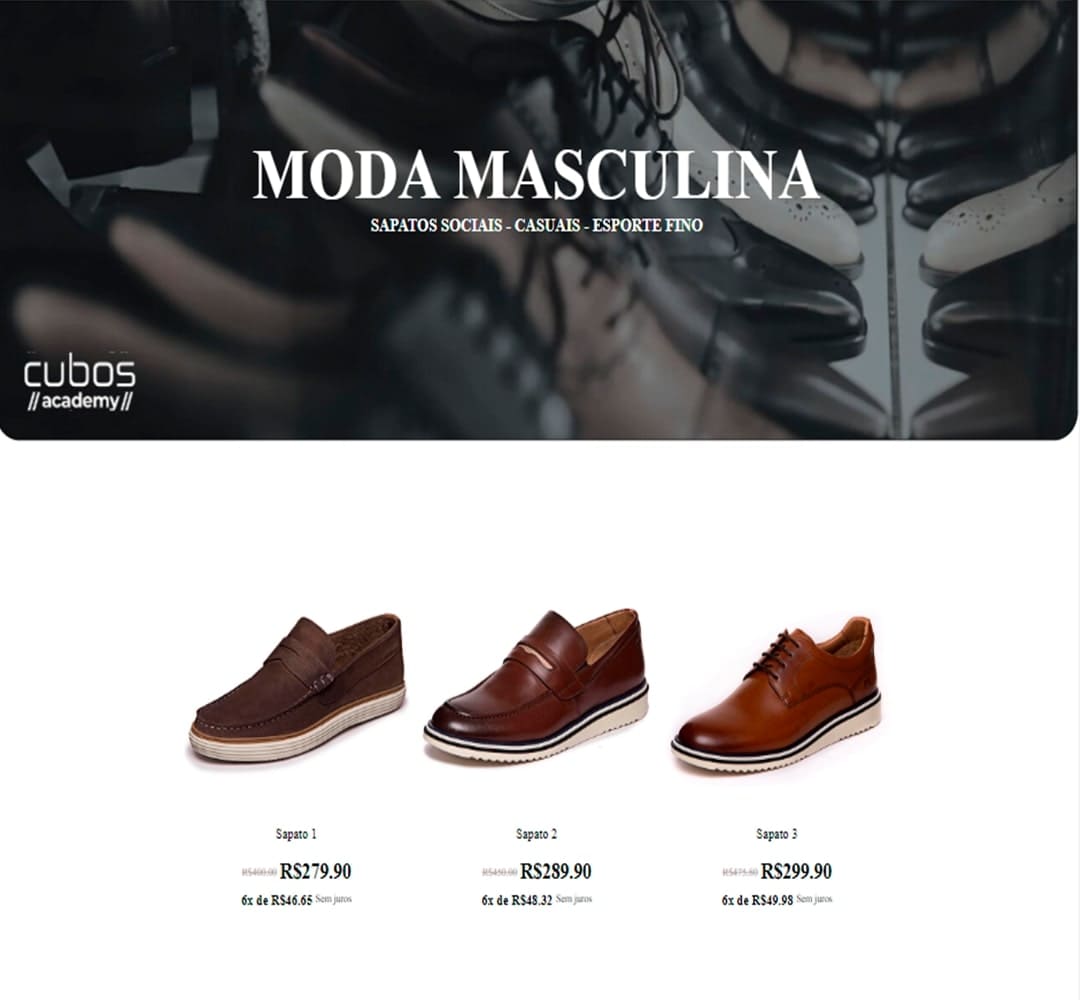 MODA MASCULINA
SAPATOS SOCIAIS - CASUAIS - ESPORTE FINO
cubos
//academy//
Sapato 1
Sapato 2
Sapato 3
R$400.00 R$279.90
R$450.00 R$289.90
R$475.80 R$299.90
6x de R$46.65 Sem juros
6x de R$48.32 Sem juros
6x de R$49.98 Sem juros